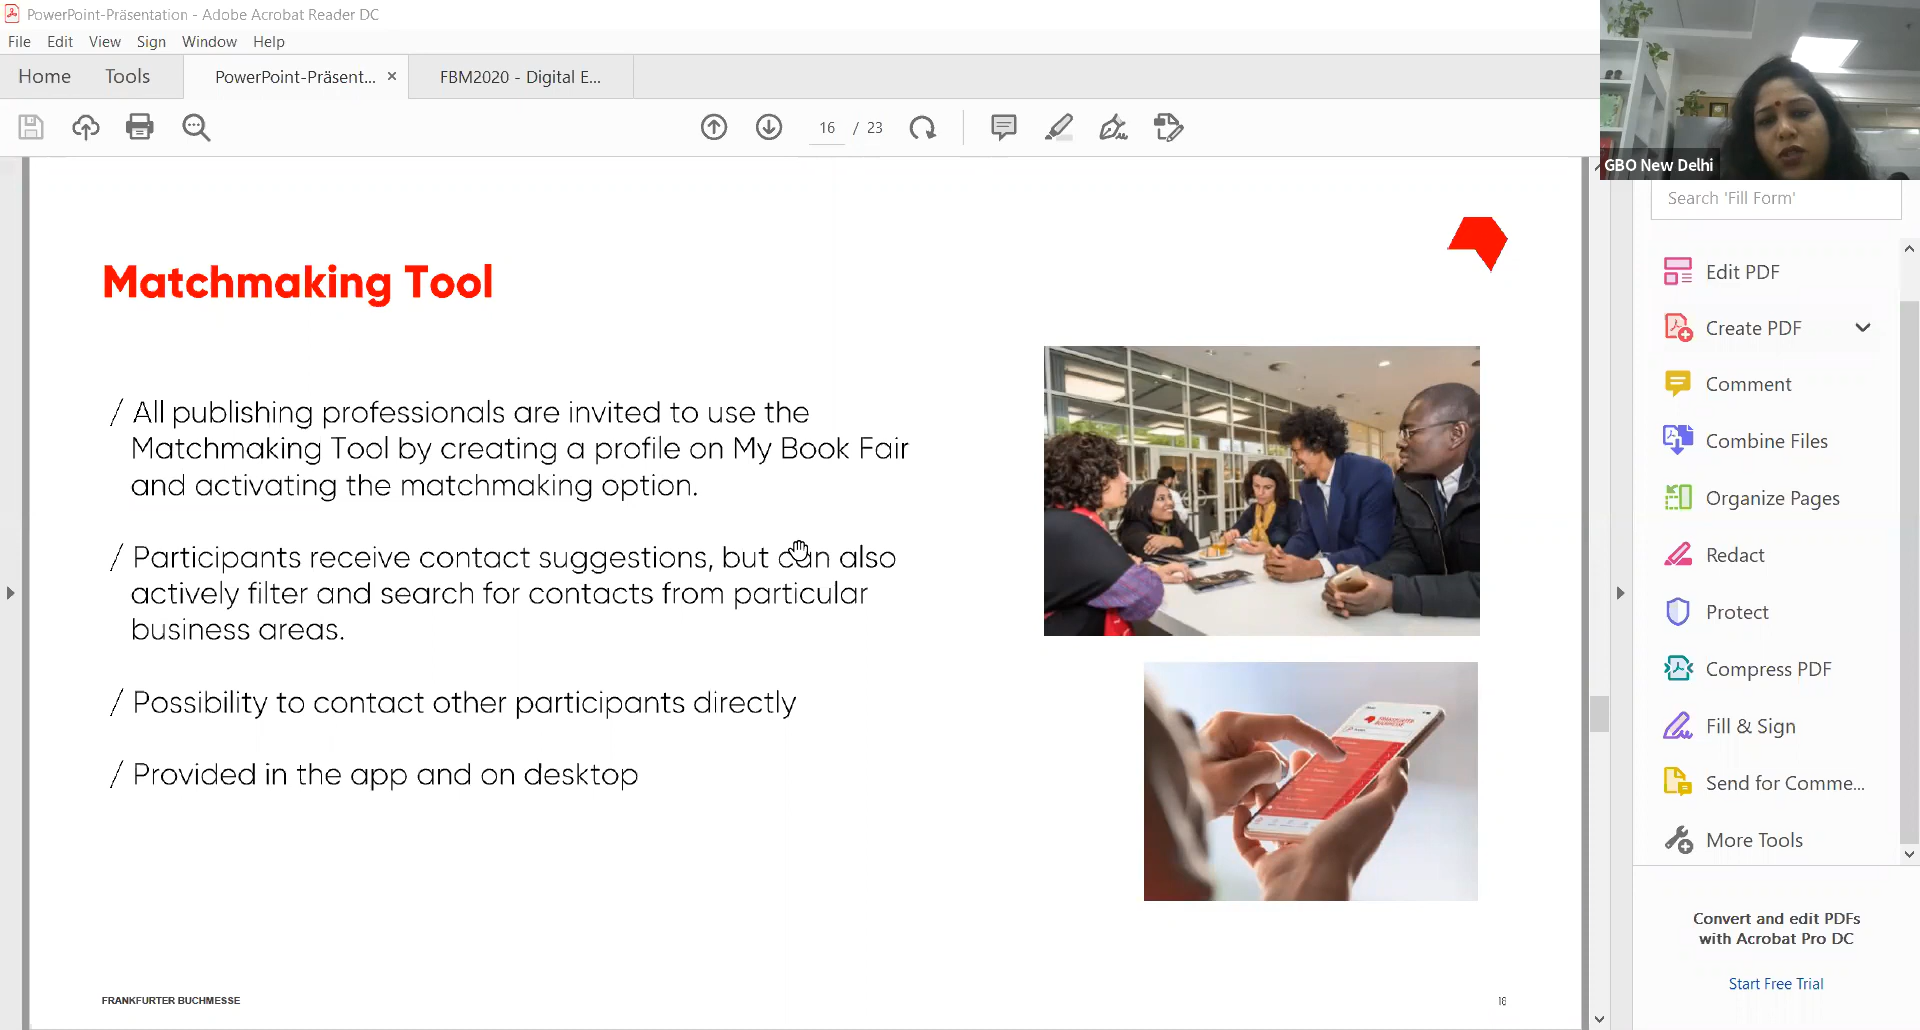 PowerPoint-Präsentation - Adobe Acrobat Reader DC
File Edit View Sign Window Help
Home Tools PowerPoint-Präsent... × FBM2020 - Digital E...
16 / 23
GBO New Delhi
Search 'Fill Form'
Matchmaking Tool
/ All publishing professionals are invited to use the
Matchmaking Tool by creating a profile on My Book Fair
and activating the matchmaking option.
/ Participants receive contact suggestions, but can also
actively filter and search for contacts from particular
business areas.
/ Possibility to contact other participants directly
/ Provided in the app and on desktop
FRANKFURTER BUCHMESSE
16
Edit PDF
Create PDF
Comment
Combine Files
Organize Pages
Redact
Protect
Compress PDF
Fill & Sign
Send for Comme...
More Tools
Convert and edit PDFs
with Acrobat Pro DC
Start Free Trial